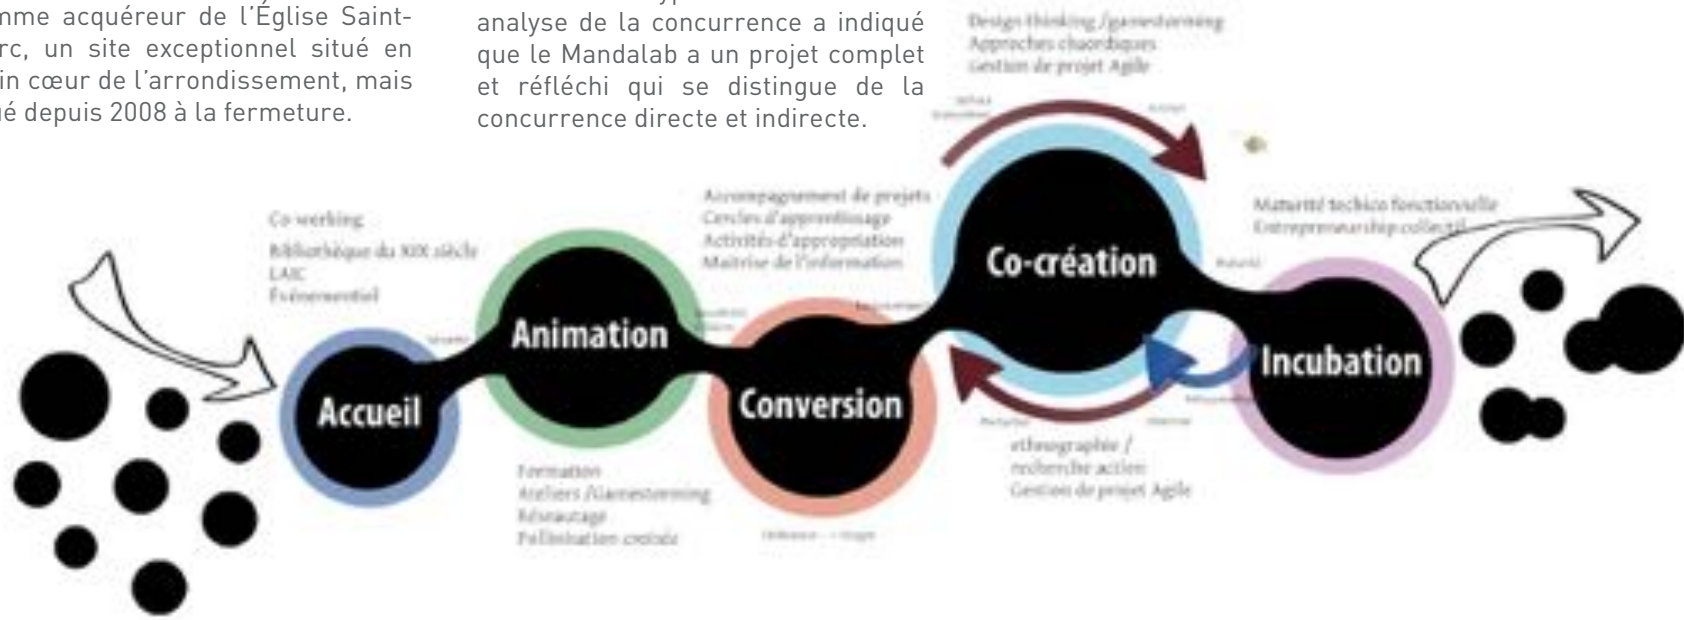 mme acquéreur de l'Église Saint-
rc, un site exceptionnel situé en
in cœur de l'arrondissement, mais
ué depuis 2008 à la fermeture.
analyse de la concurrence a indiqué
que le Mandalab a un projet complet
et réfléchi qui se distingue de la
concurrence directe et indirecte.
Design thinking /gamestorming
Approches chaordiques
Gestion de projet Agile
Co-working
Bibliothèque du XIX siècle
LAIC
Événementiel
Accompagnement de projets
Cercles d'apprentissage
Activités d'appropriation
Maitrise de l'information
Maturité techico fonctionnelle
Entrepreneurship collectif
Accueil
Animation
Conversion
Co-création
Incubation
Formation
Ateliers /Gamestorming
Réseautage
Pollinisation croisée
ethnographie /
recherche action
Gestion de projet Agile